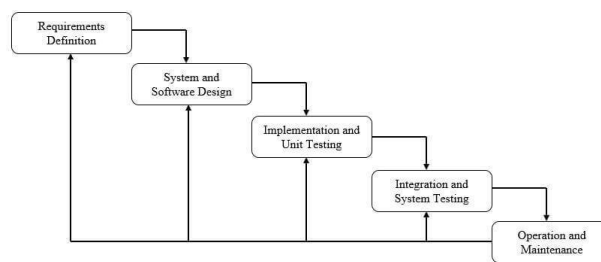 Requirements
Definition
System and
Software Design
Implementation and
Unit Testing
Integration and
System Testing
Operation and
Maintenance